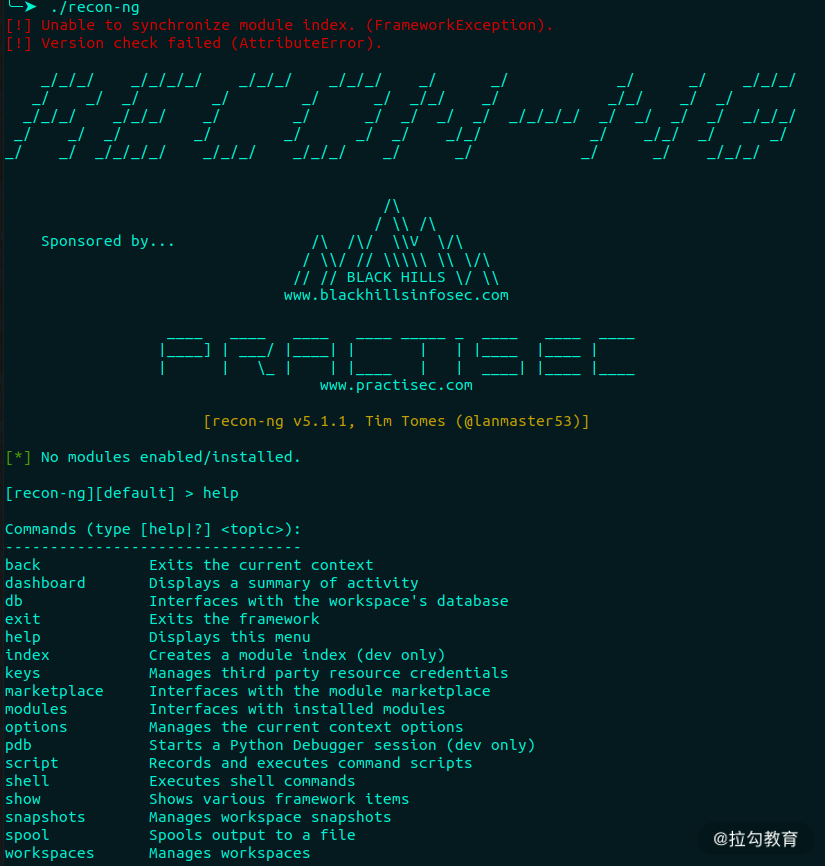 ╰─➤ ./recon-ng
[!] Unable to synchronize module index. (FrameworkException).
[!] Version check failed (AttributeError).
RECON-NG
Sponsored by...
BLACK HILLS
www.blackhillsinfosec.com
PRACTISEC
www.practisec.com
[recon-ng v5.1.1, Tim Tomes (@lanmaster53)]
[*] No modules enabled/installed.
[recon-ng][default] > help
Commands (type [help|?] <topic>):
---------------------------------
back Exits the current context
dashboard Displays a summary of activity
db Interfaces with the workspace's database
exit Exits the framework
help Displays this menu
index Creates a module index (dev only)
keys Manages third party resource credentials
marketplace Interfaces with the module marketplace
modules Interfaces with installed modules
options Manages the current context options
pdb Starts a Python Debugger session (dev only)
script Records and executes command scripts
shell Executes shell commands
show Shows various framework items
snapshots Manages workspace snapshots
spool Spools output to a file
workspaces Manages workspaces
@拉勾教育